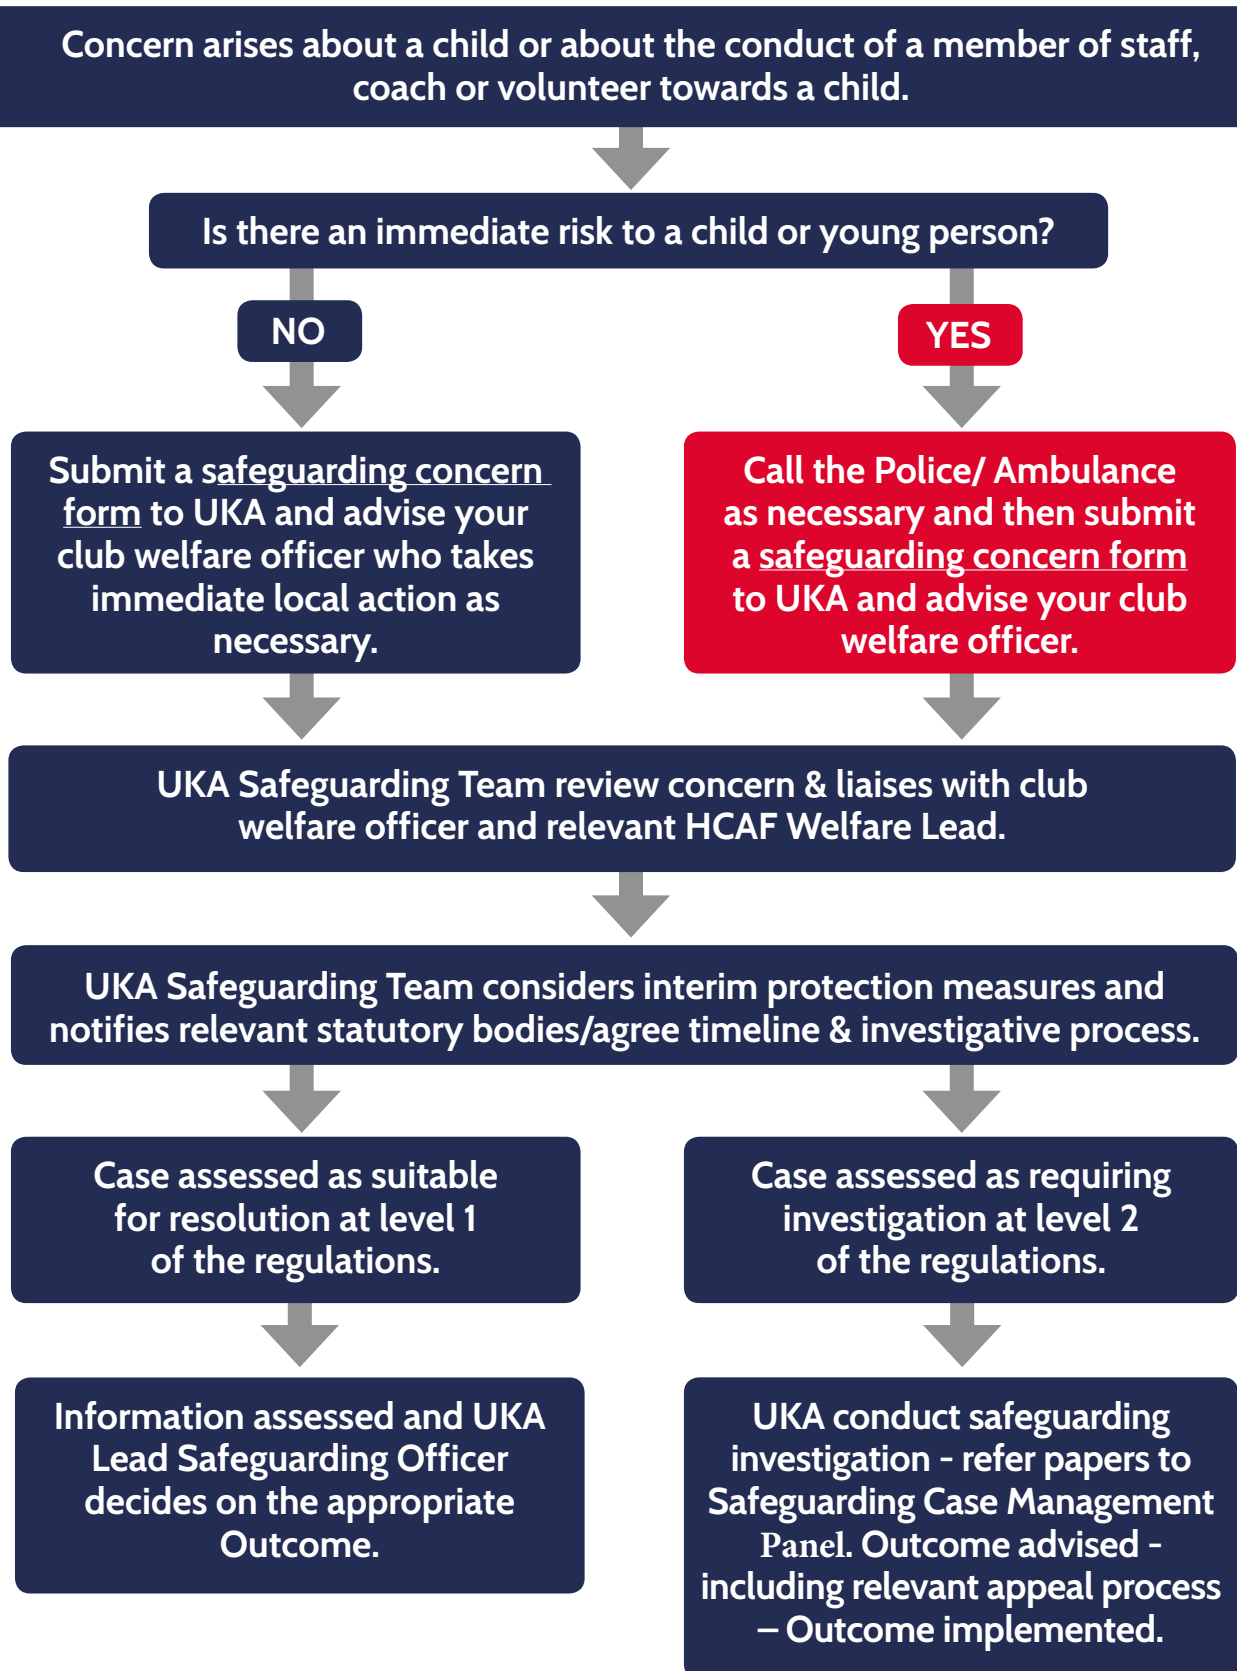 Concern arises about a child or about the conduct of a member of staff,
coach or volunteer towards a child.
Is there an immediate risk to a child or young person?
NO
YES
Submit a safeguarding concern
form to UKA and advise your
club welfare officer who takes
immediate local action as
necessary.
Call the Police/ Ambulance
as necessary and then submit
a safeguarding concern form
to UKA and advise your club
welfare officer.
UKA Safeguarding Team review concern & liaises with club
welfare officer and relevant HCAF Welfare Lead.
UKA Safeguarding Team considers interim protection measures and
notifies relevant statutory bodies/agree timeline & investigative process.
Case assessed as suitable
for resolution at level 1
of the regulations.
Case assessed as requiring
investigation at level 2
of the regulations.
Information assessed and UKA
Lead Safeguarding Officer
decides on the appropriate
Outcome.
UKA conduct safeguarding
investigation - refer papers to
Safeguarding Case Management
Panel. Outcome advised -
including relevant appeal process
– Outcome implemented.